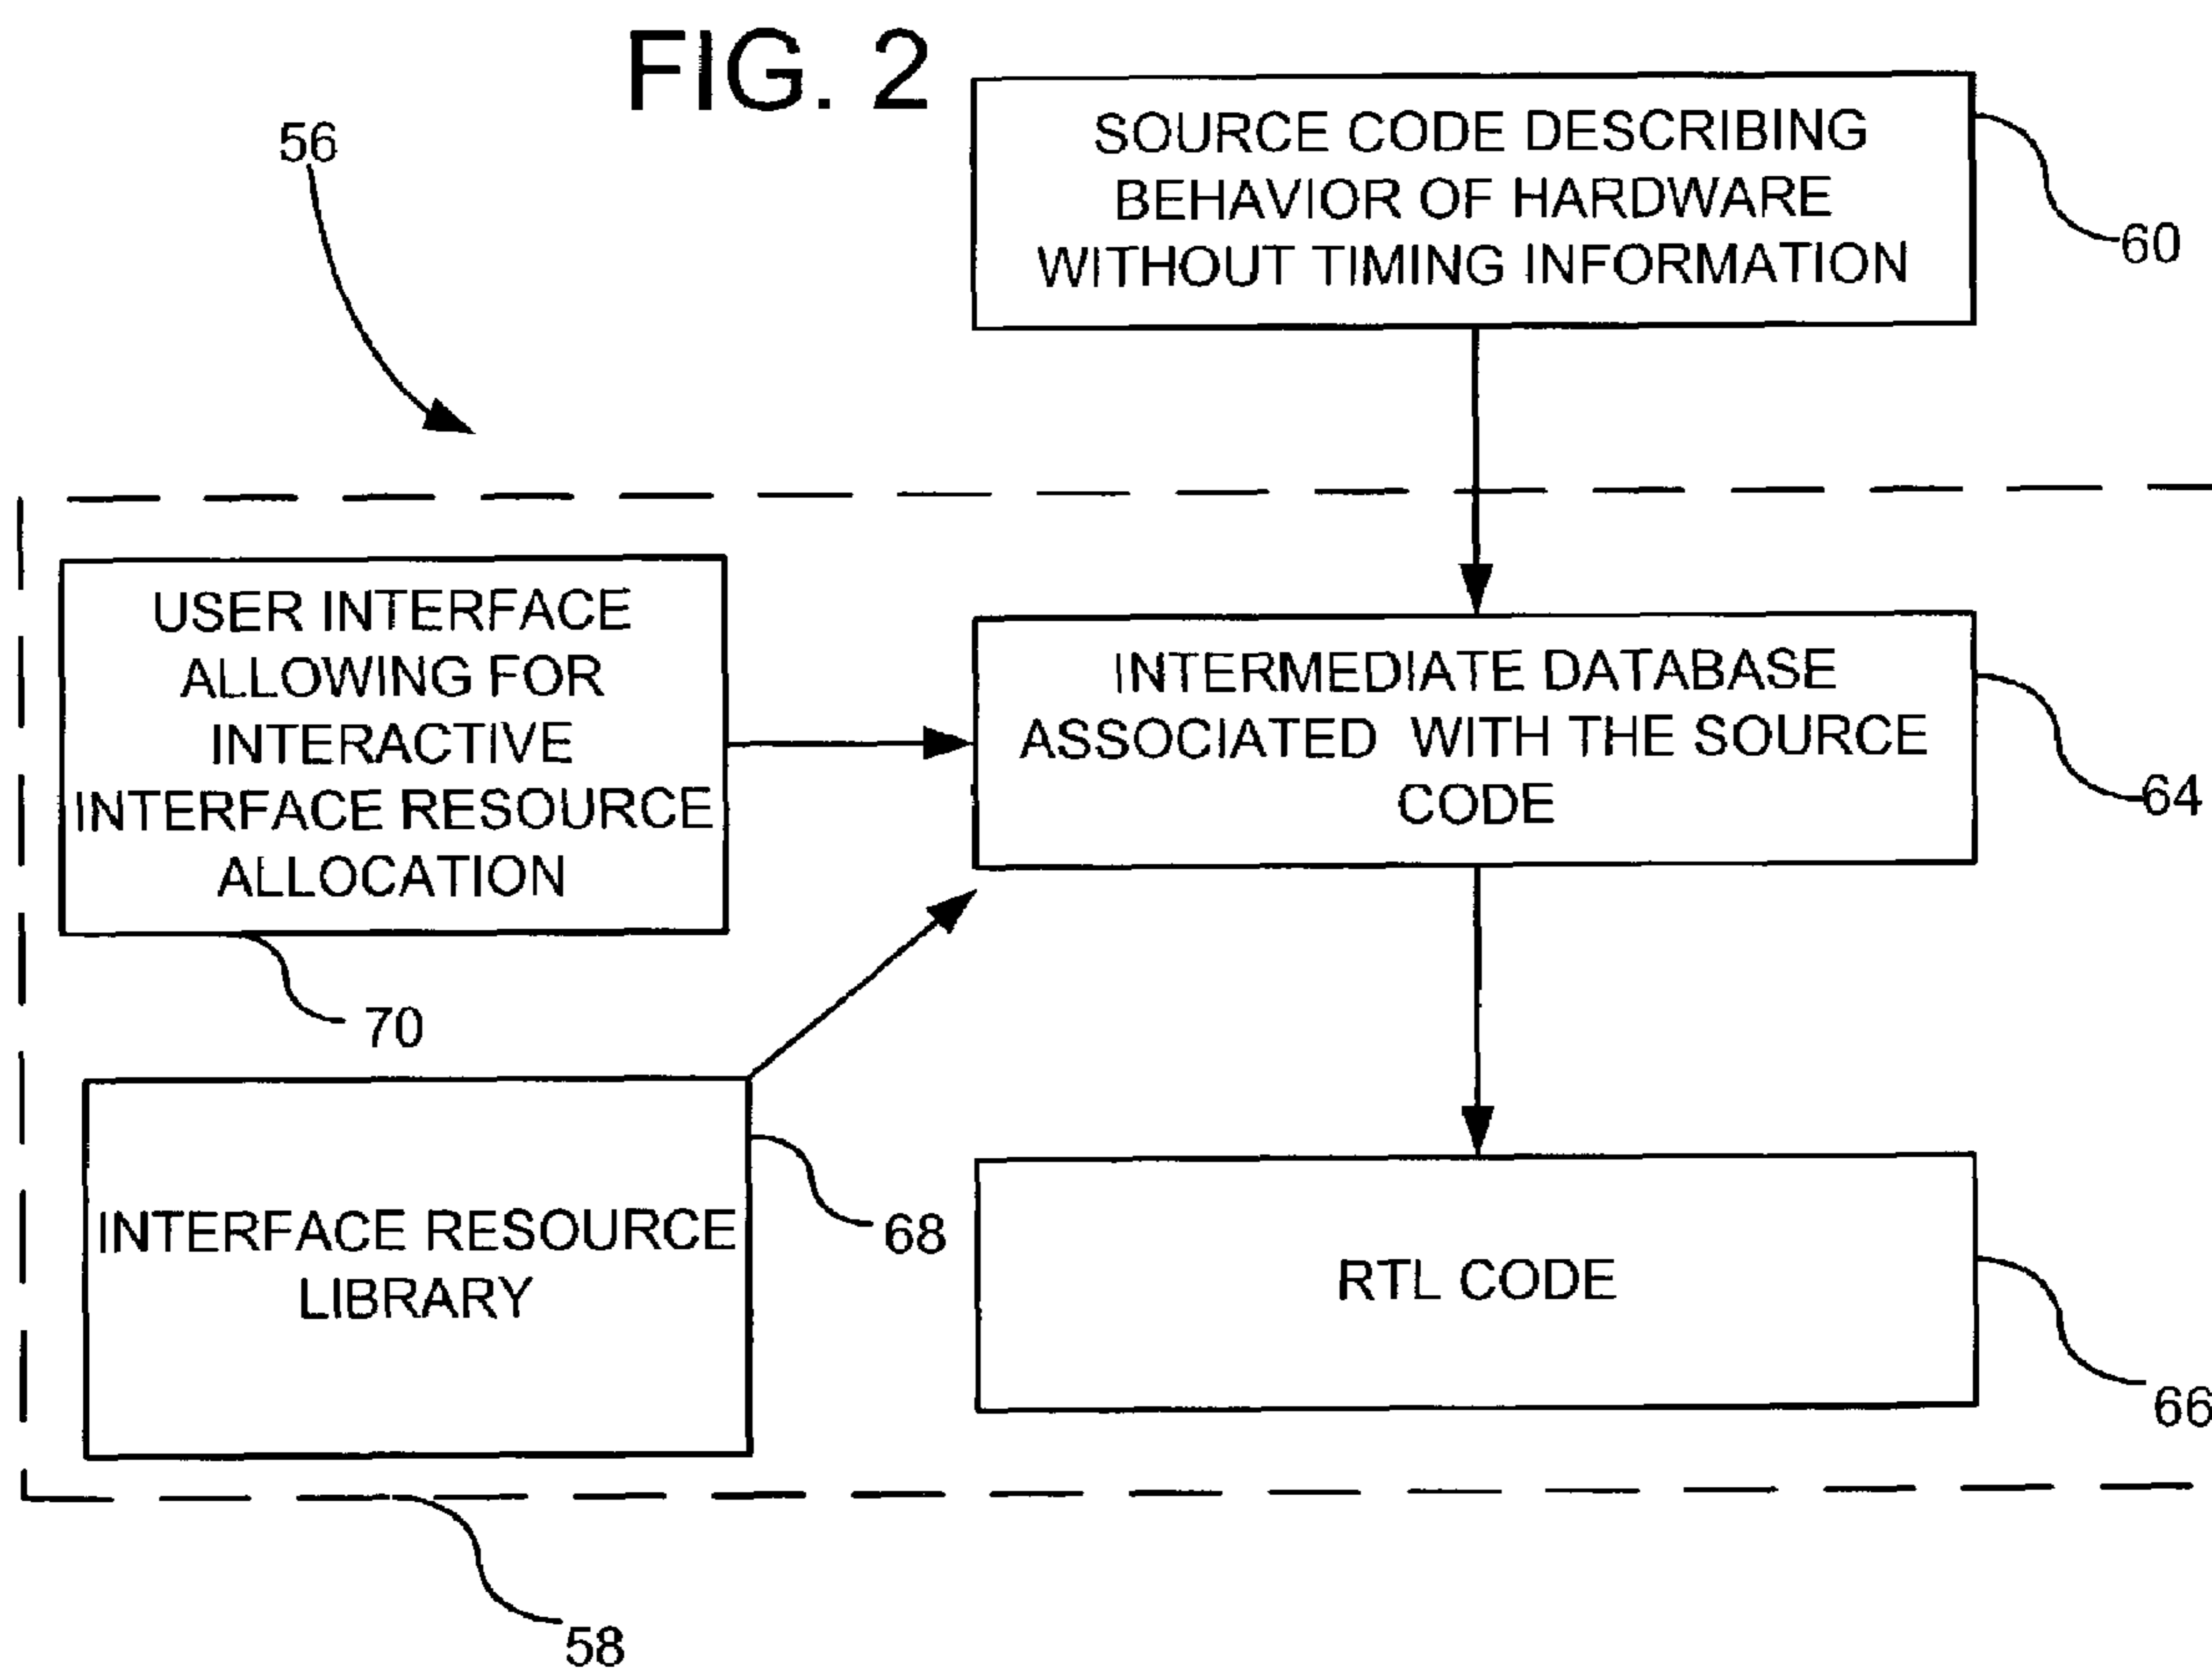 FIG. 2
56
SOURCE CODE DESCRIBING
BEHAVIOR OF HARDWARE
WITHOUT TIMING INFORMATION
60
USER INTERFACE
ALLOWING FOR
INTERACTIVE
INTERFACE RESOURCE
ALLOCATION
70
INTERMEDIATE DATABASE
ASSOCIATED WITH THE SOURCE
CODE
64
INTERFACE RESOURCE
LIBRARY
68
RTL CODE
66
58